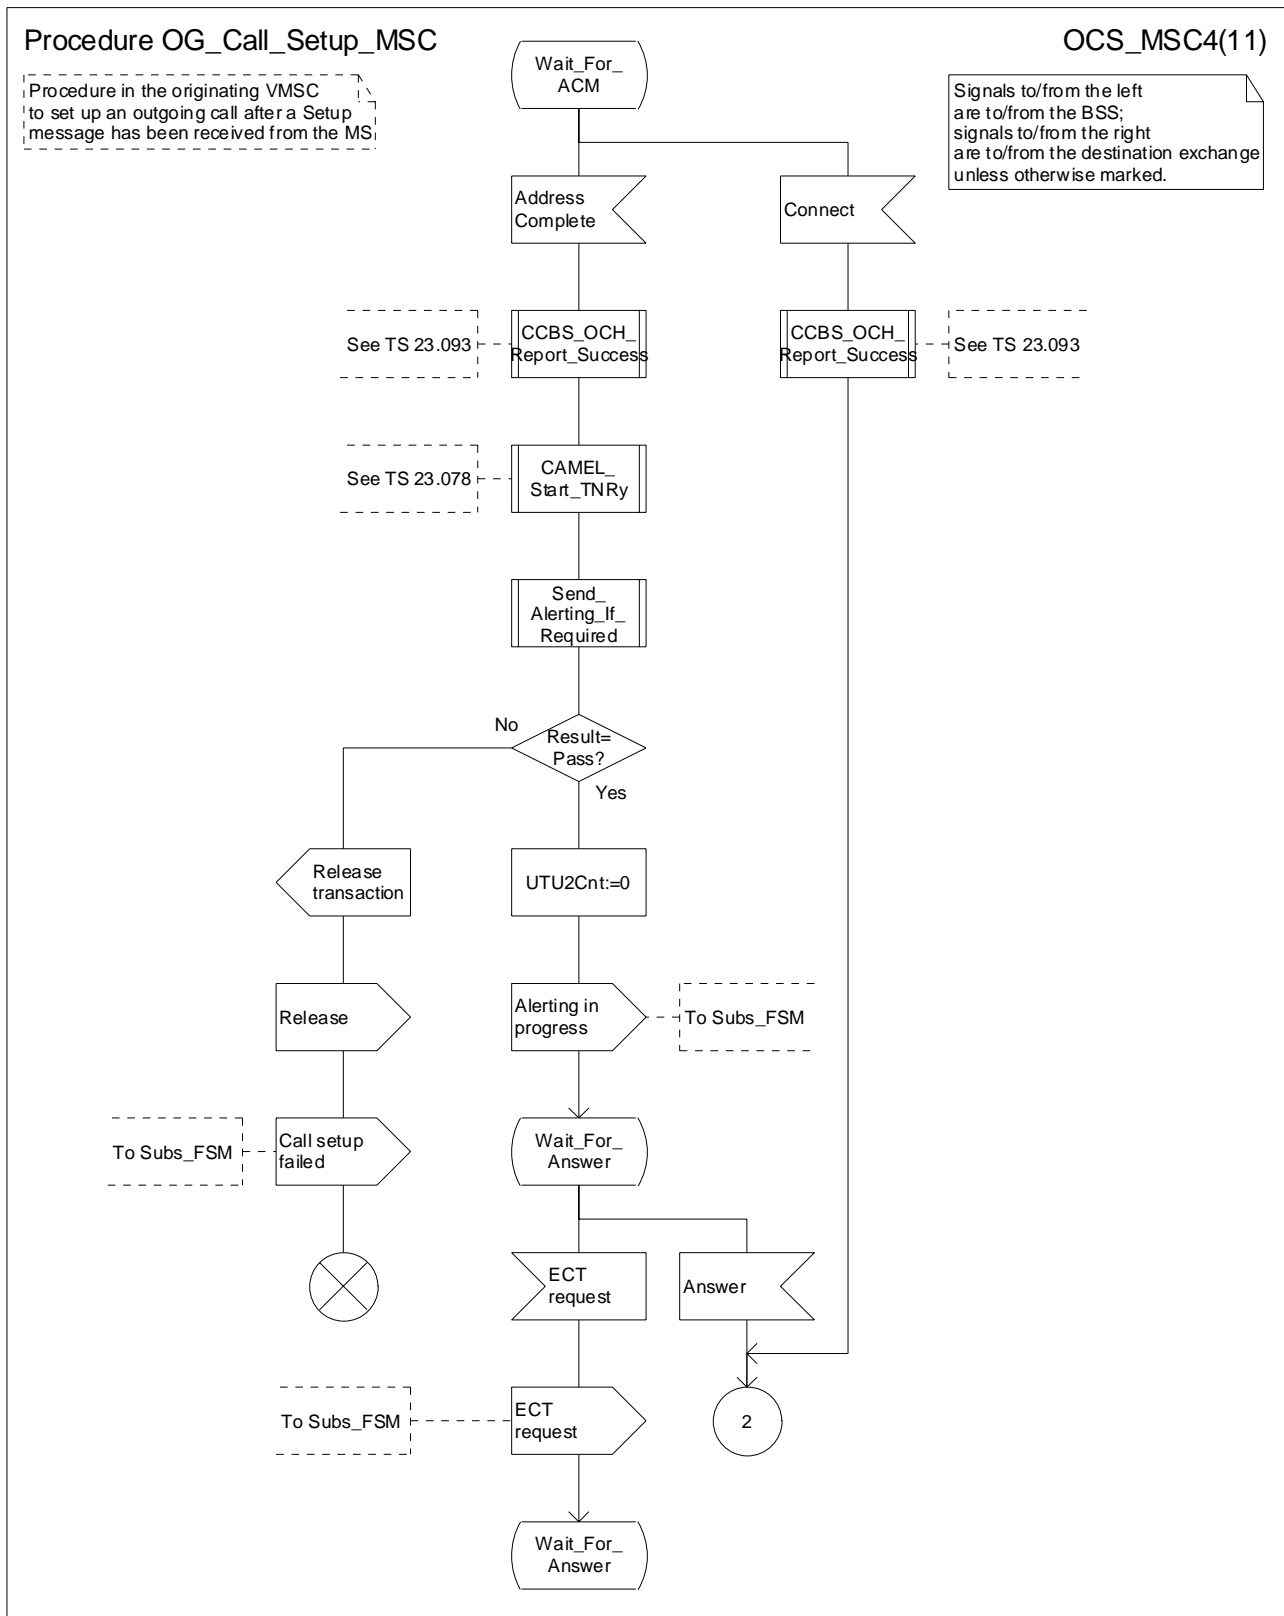 Procedure OG_Call_Setup_MSC
OCS_MSC4(11)
Procedure in the originating VMSC
to set up an outgoing call after a Setup
message has been received from the MS
Wait_For_
ACM
Signals to/from the left
are to/from the BSS;
signals to/from the right
are to/from the destination exchange
unless otherwise marked.
Address
Complete
Connect
See TS 23.093
CCBS_OCH_
Report_Success
CCBS_OCH_
Report_Success
See TS 23.093
See TS 23.078
CAMEL_
Start_TNRy
Send_
Alerting_If_
Required
No
Result=
Pass?
Yes
Release
transaction
UTU2Cnt:=0
Release
Alerting in
progress
To Subs_FSM
To Subs_FSM
Call setup
failed
Wait_For_
Answer
ECT
request
Answer
To Subs_FSM
ECT
request
2
Wait_For_
Answer